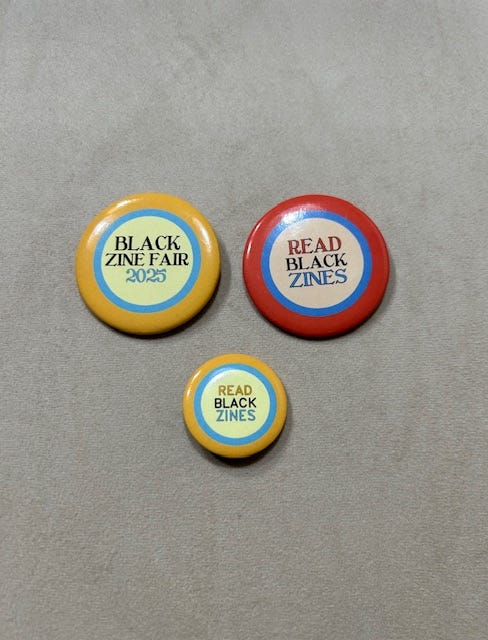 BLACK
ZINE FAIR
2025
READ
BLACK
ZINES
READ
BLACK
ZINES